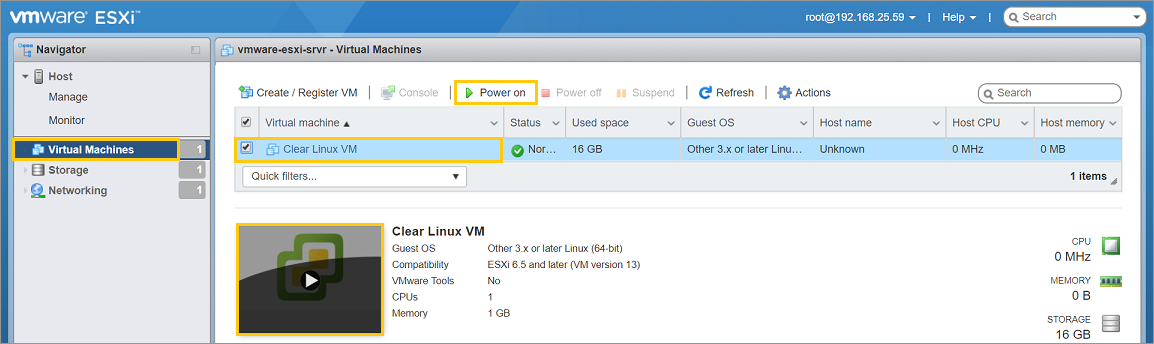 vmware ESXi
root@192.168.25.59 | Help | Search
Navigator
Host
Manage
Monitor
Virtual Machines 1
Storage 1
Networking 1
vmware-esxi-srvr - Virtual Machines
Create / Register VM | Console | Power on Power off Suspend | Refresh | Actions Search
Virtual machine ▲ Status Used space Guest OS Host name Host CPU Host memory
Clear Linux VM Nor... 16 GB Other 3.x or later Linu... Unknown 0 MHz 0 MB
Quick filters... 1 items
Clear Linux VM
Guest OS Other 3.x or later Linux (64-bit)
Compatibility ESXi 6.5 and later (VM version 13)
VMware Tools No
CPUs 1
Memory 1 GB
CPU
0 MHz
MEMORY
0 B
STORAGE
16 GB